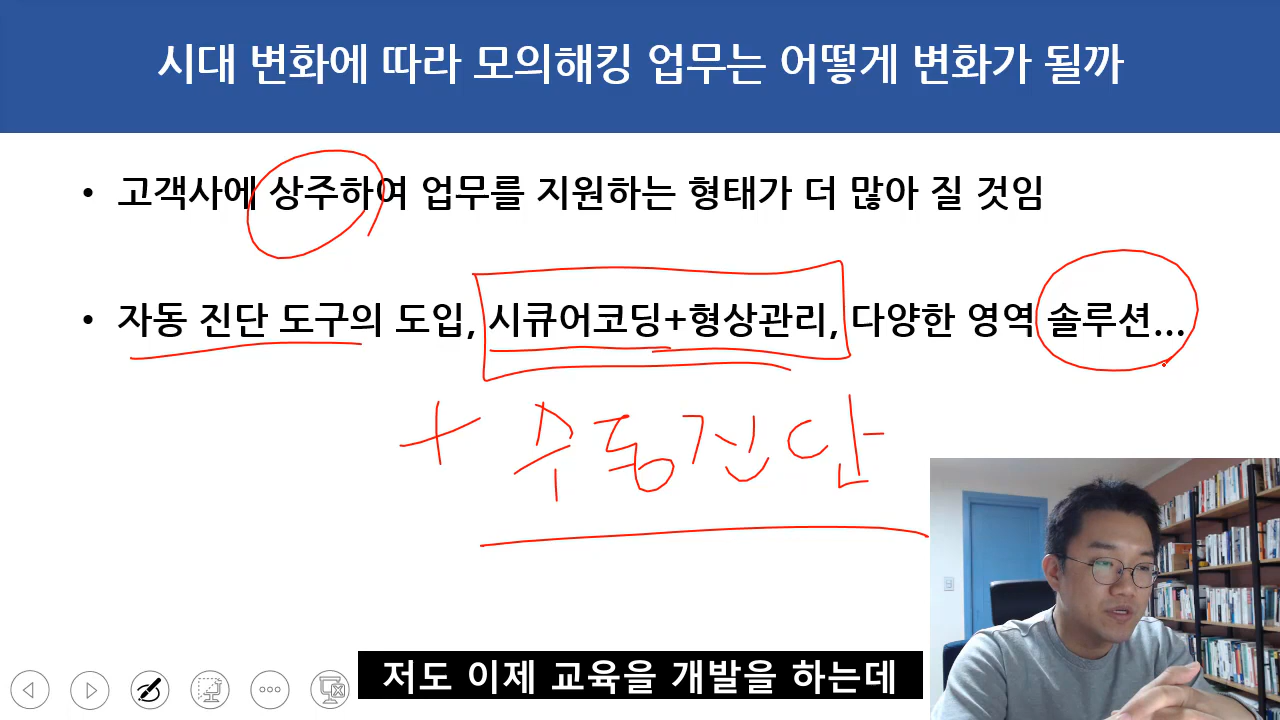 시대 변화에 따라 모의해킹 업무는 어떻게 변화가 될까
• 고객사에 상주하여 업무를 지원하는 형태가 더 많아 질 것임
• 자동 진단 도구의 도입, 시큐어코딩+형상관리, 다양한 영역 솔루션...
+ 수동진단
저도 이제 교육을 개발을 하는데